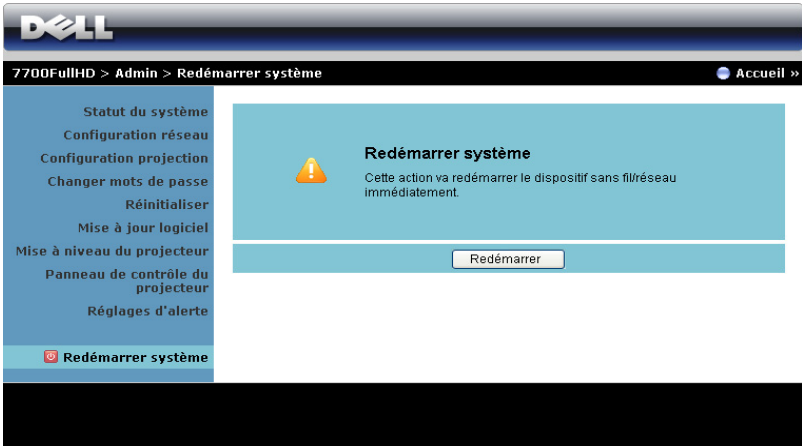 DELL
7700FullHD > Admin > Redémarrer système
Accueil »
Statut du système
Configuration réseau
Configuration projection
Changer mots de passe
Réinitialiser
Mise à jour logiciel
Mise à niveau du projecteur
Panneau de contrôle du
projecteur
Réglages d'alerte
Redémarrer système
Redémarrer système
Cette action va redémarrer le dispositif sans fil/réseau
immédiatement.
Redémarrer